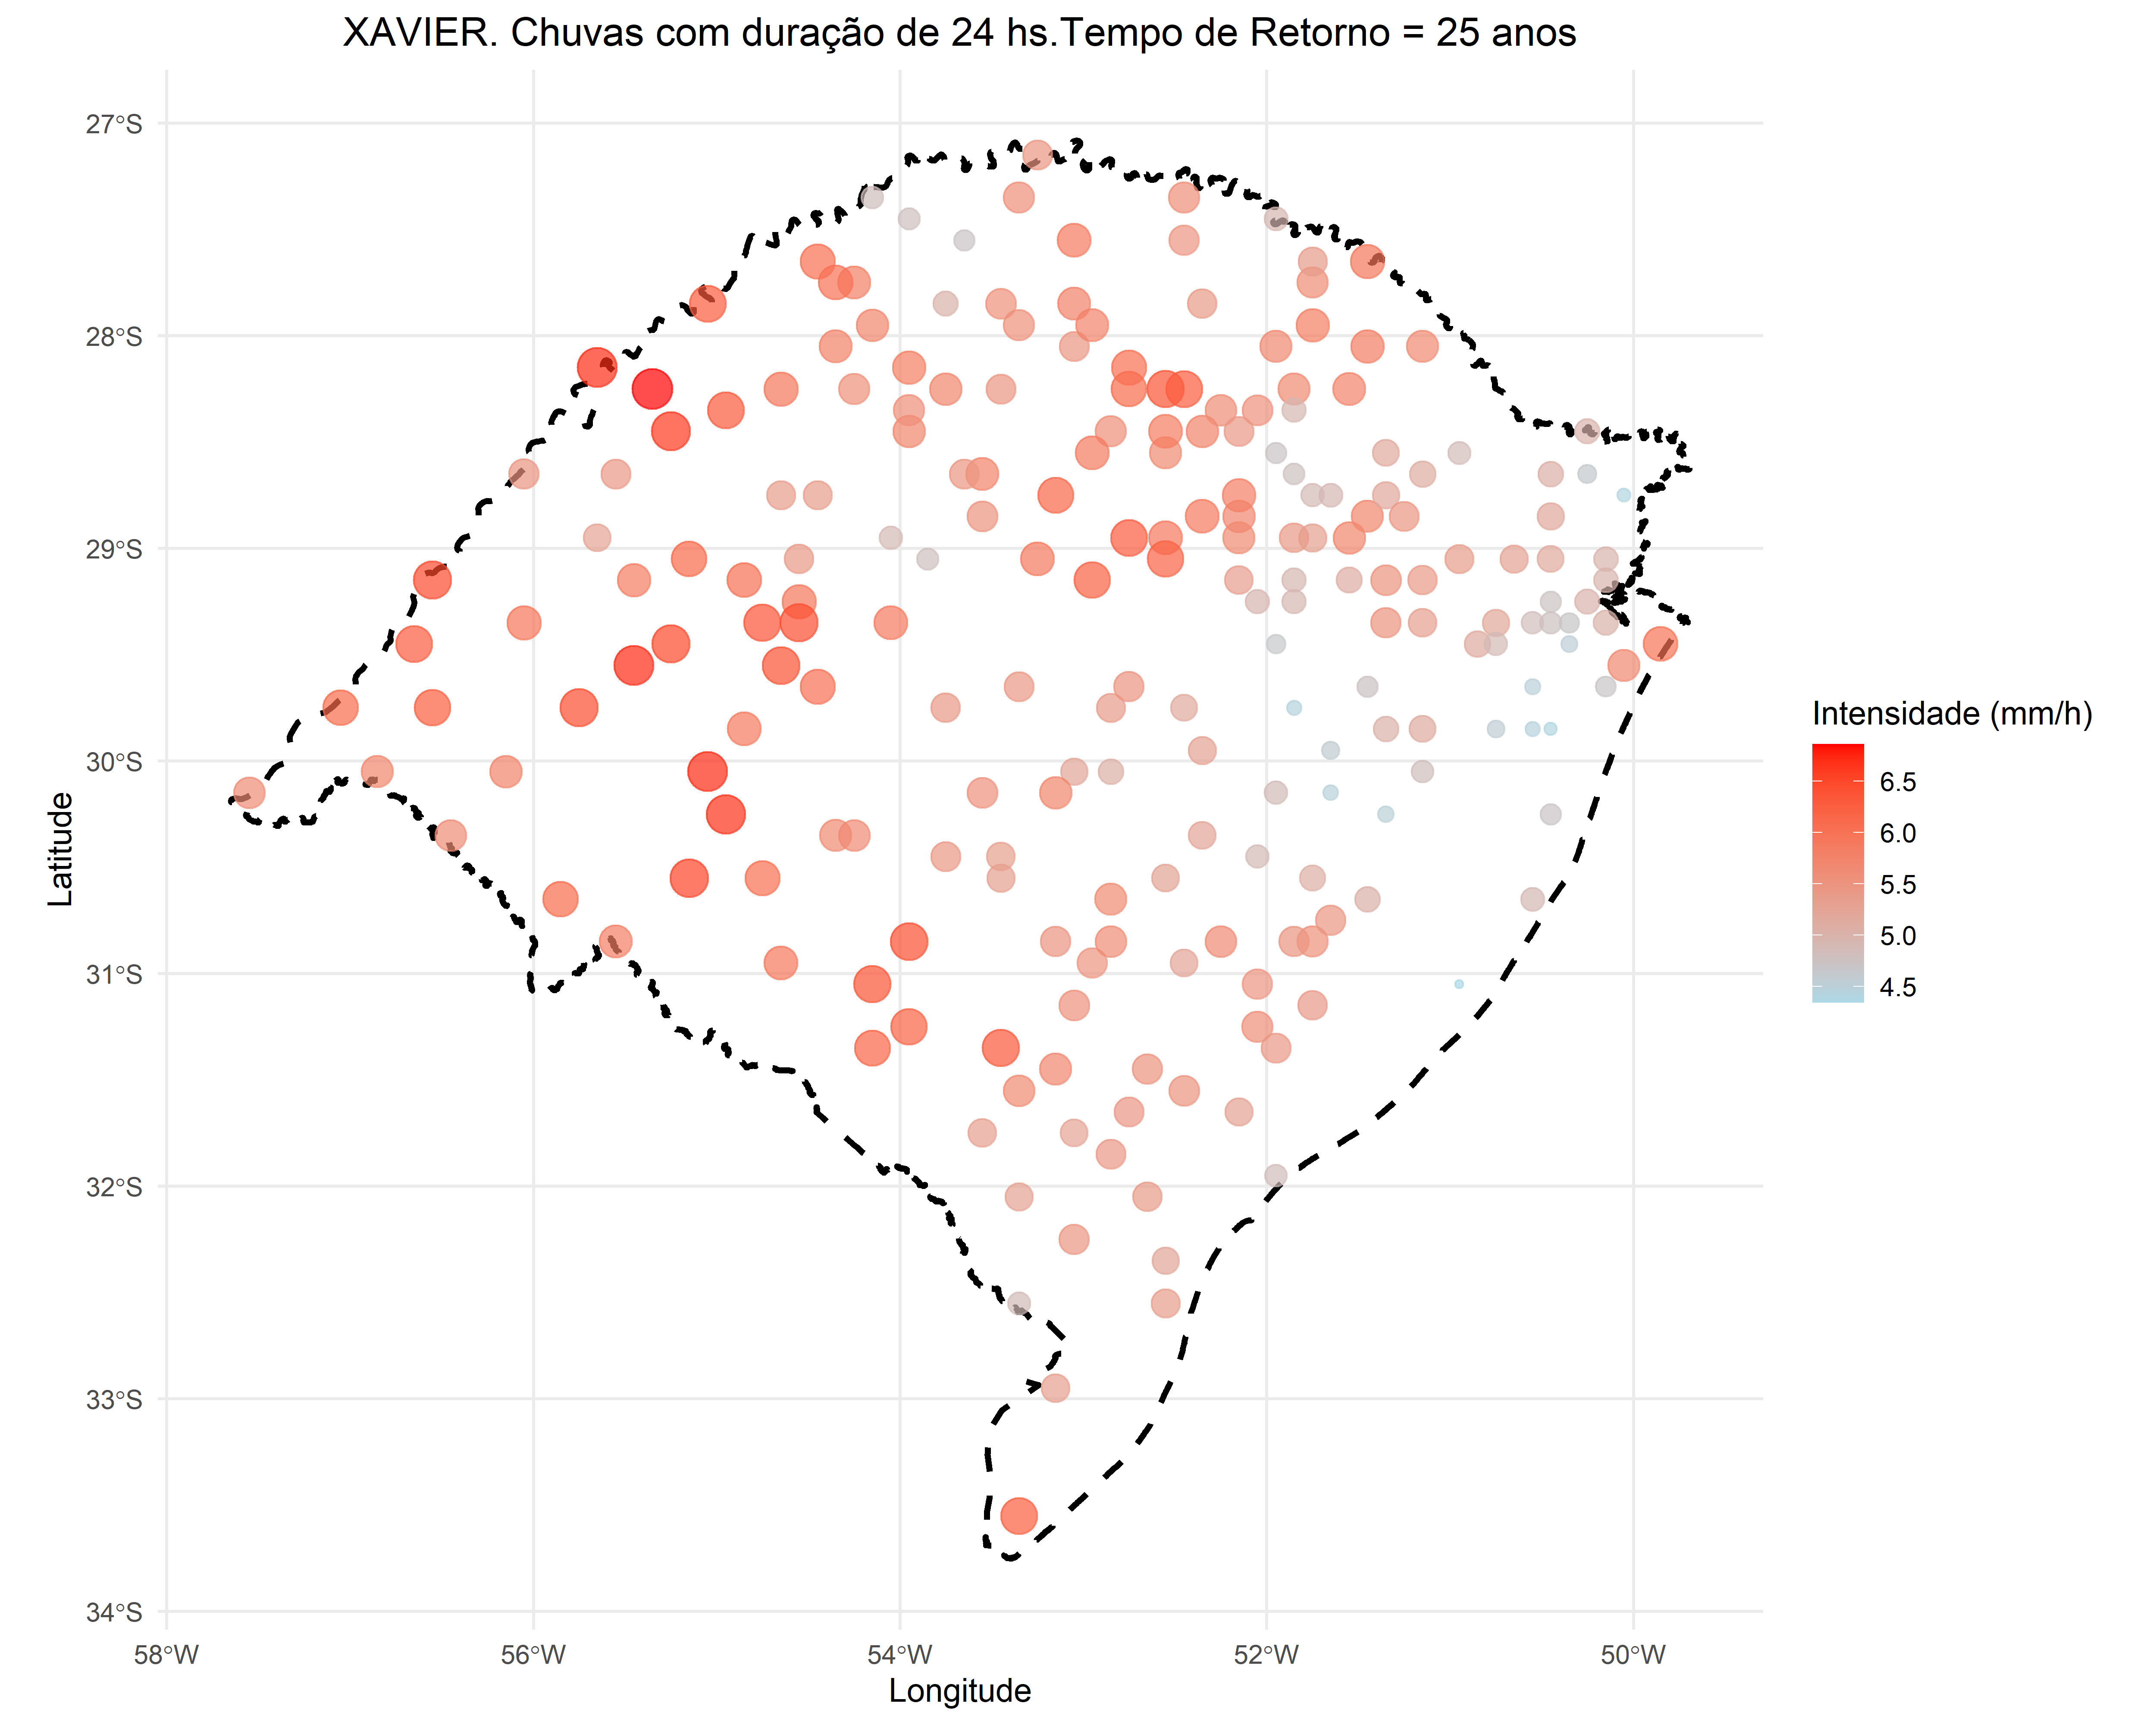 XAVIER. Chuvas com duração de 24 hs.Tempo de Retorno = 25 anos
27°S
28°S
29°S
30°S
31°S
32°S
33°S
34°S
Latitude
58°W
56°W
54°W
52°W
50°W
Longitude
Intensidade (mm/h)
6.5
6.0
5.5
5.0
4.5